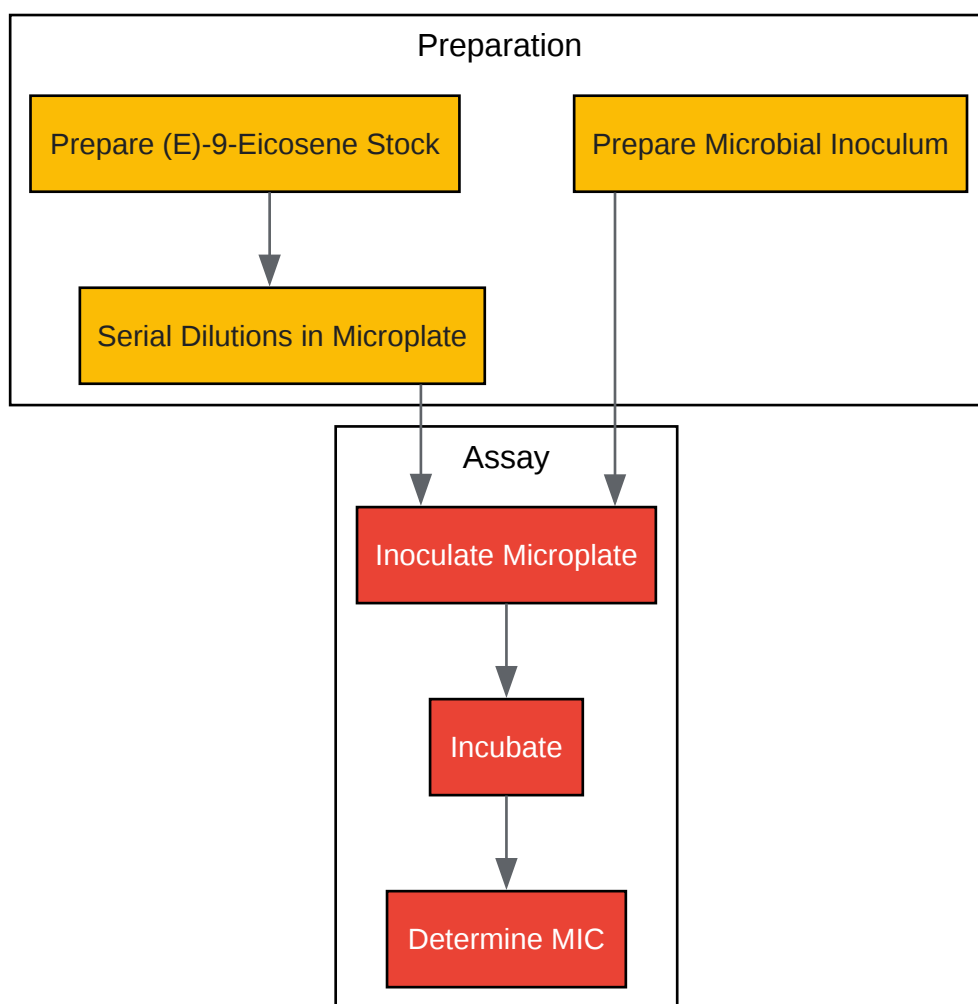 Preparation
Prepare (E)-9-Eicosene Stock
Prepare Microbial Inoculum
Serial Dilutions in Microplate
Assay
Inoculate Microplate
Incubate
Determine MIC